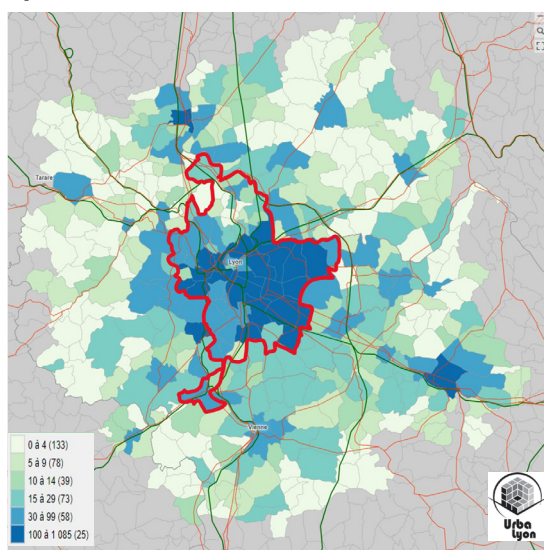 Tarare
Lyon
Vienne
0 à 4 (133)
5 à 9 (78)
10 à 14 (39)
15 à 29 (73)
30 à 99 (58)
100 à 1 085 (25)
Urba
Lyon